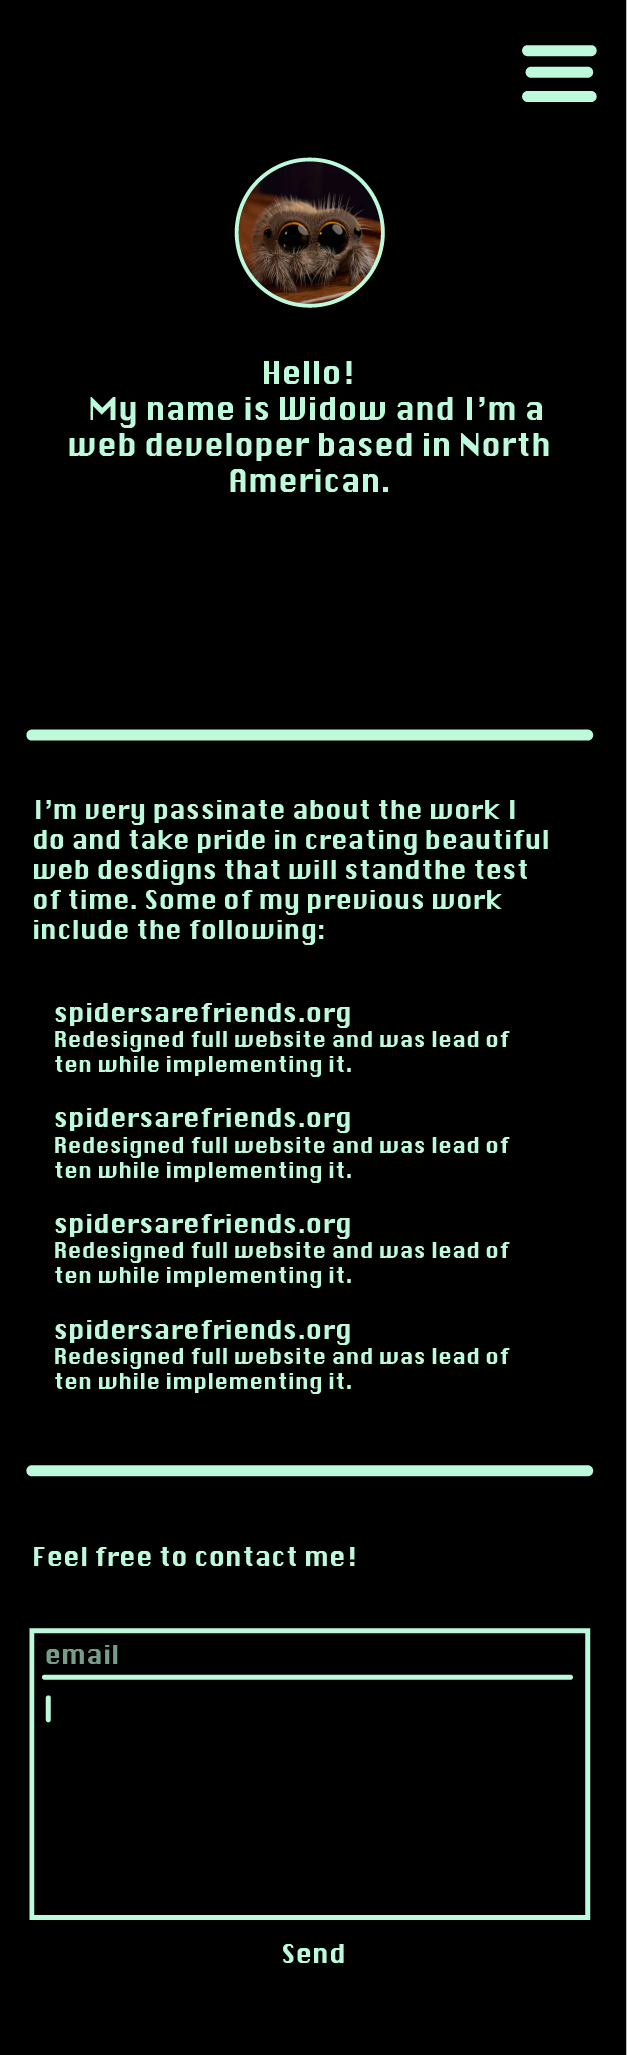 Hello!
My name is Widow and I’m a
web developer based in North
American.
I’m very passinate about the work I
do and take pride in creating beautiful
web desdigns that will standthe test
of time. Some of my previous work
include the following:
spidersarefriends.org
Redesigned full website and was lead of
ten while implementing it.
spidersarefriends.org
Redesigned full website and was lead of
ten while implementing it.
spidersarefriends.org
Redesigned full website and was lead of
ten while implementing it.
spidersarefriends.org
Redesigned full website and was lead of
ten while implementing it.
Feel free to contact me!
email
Send